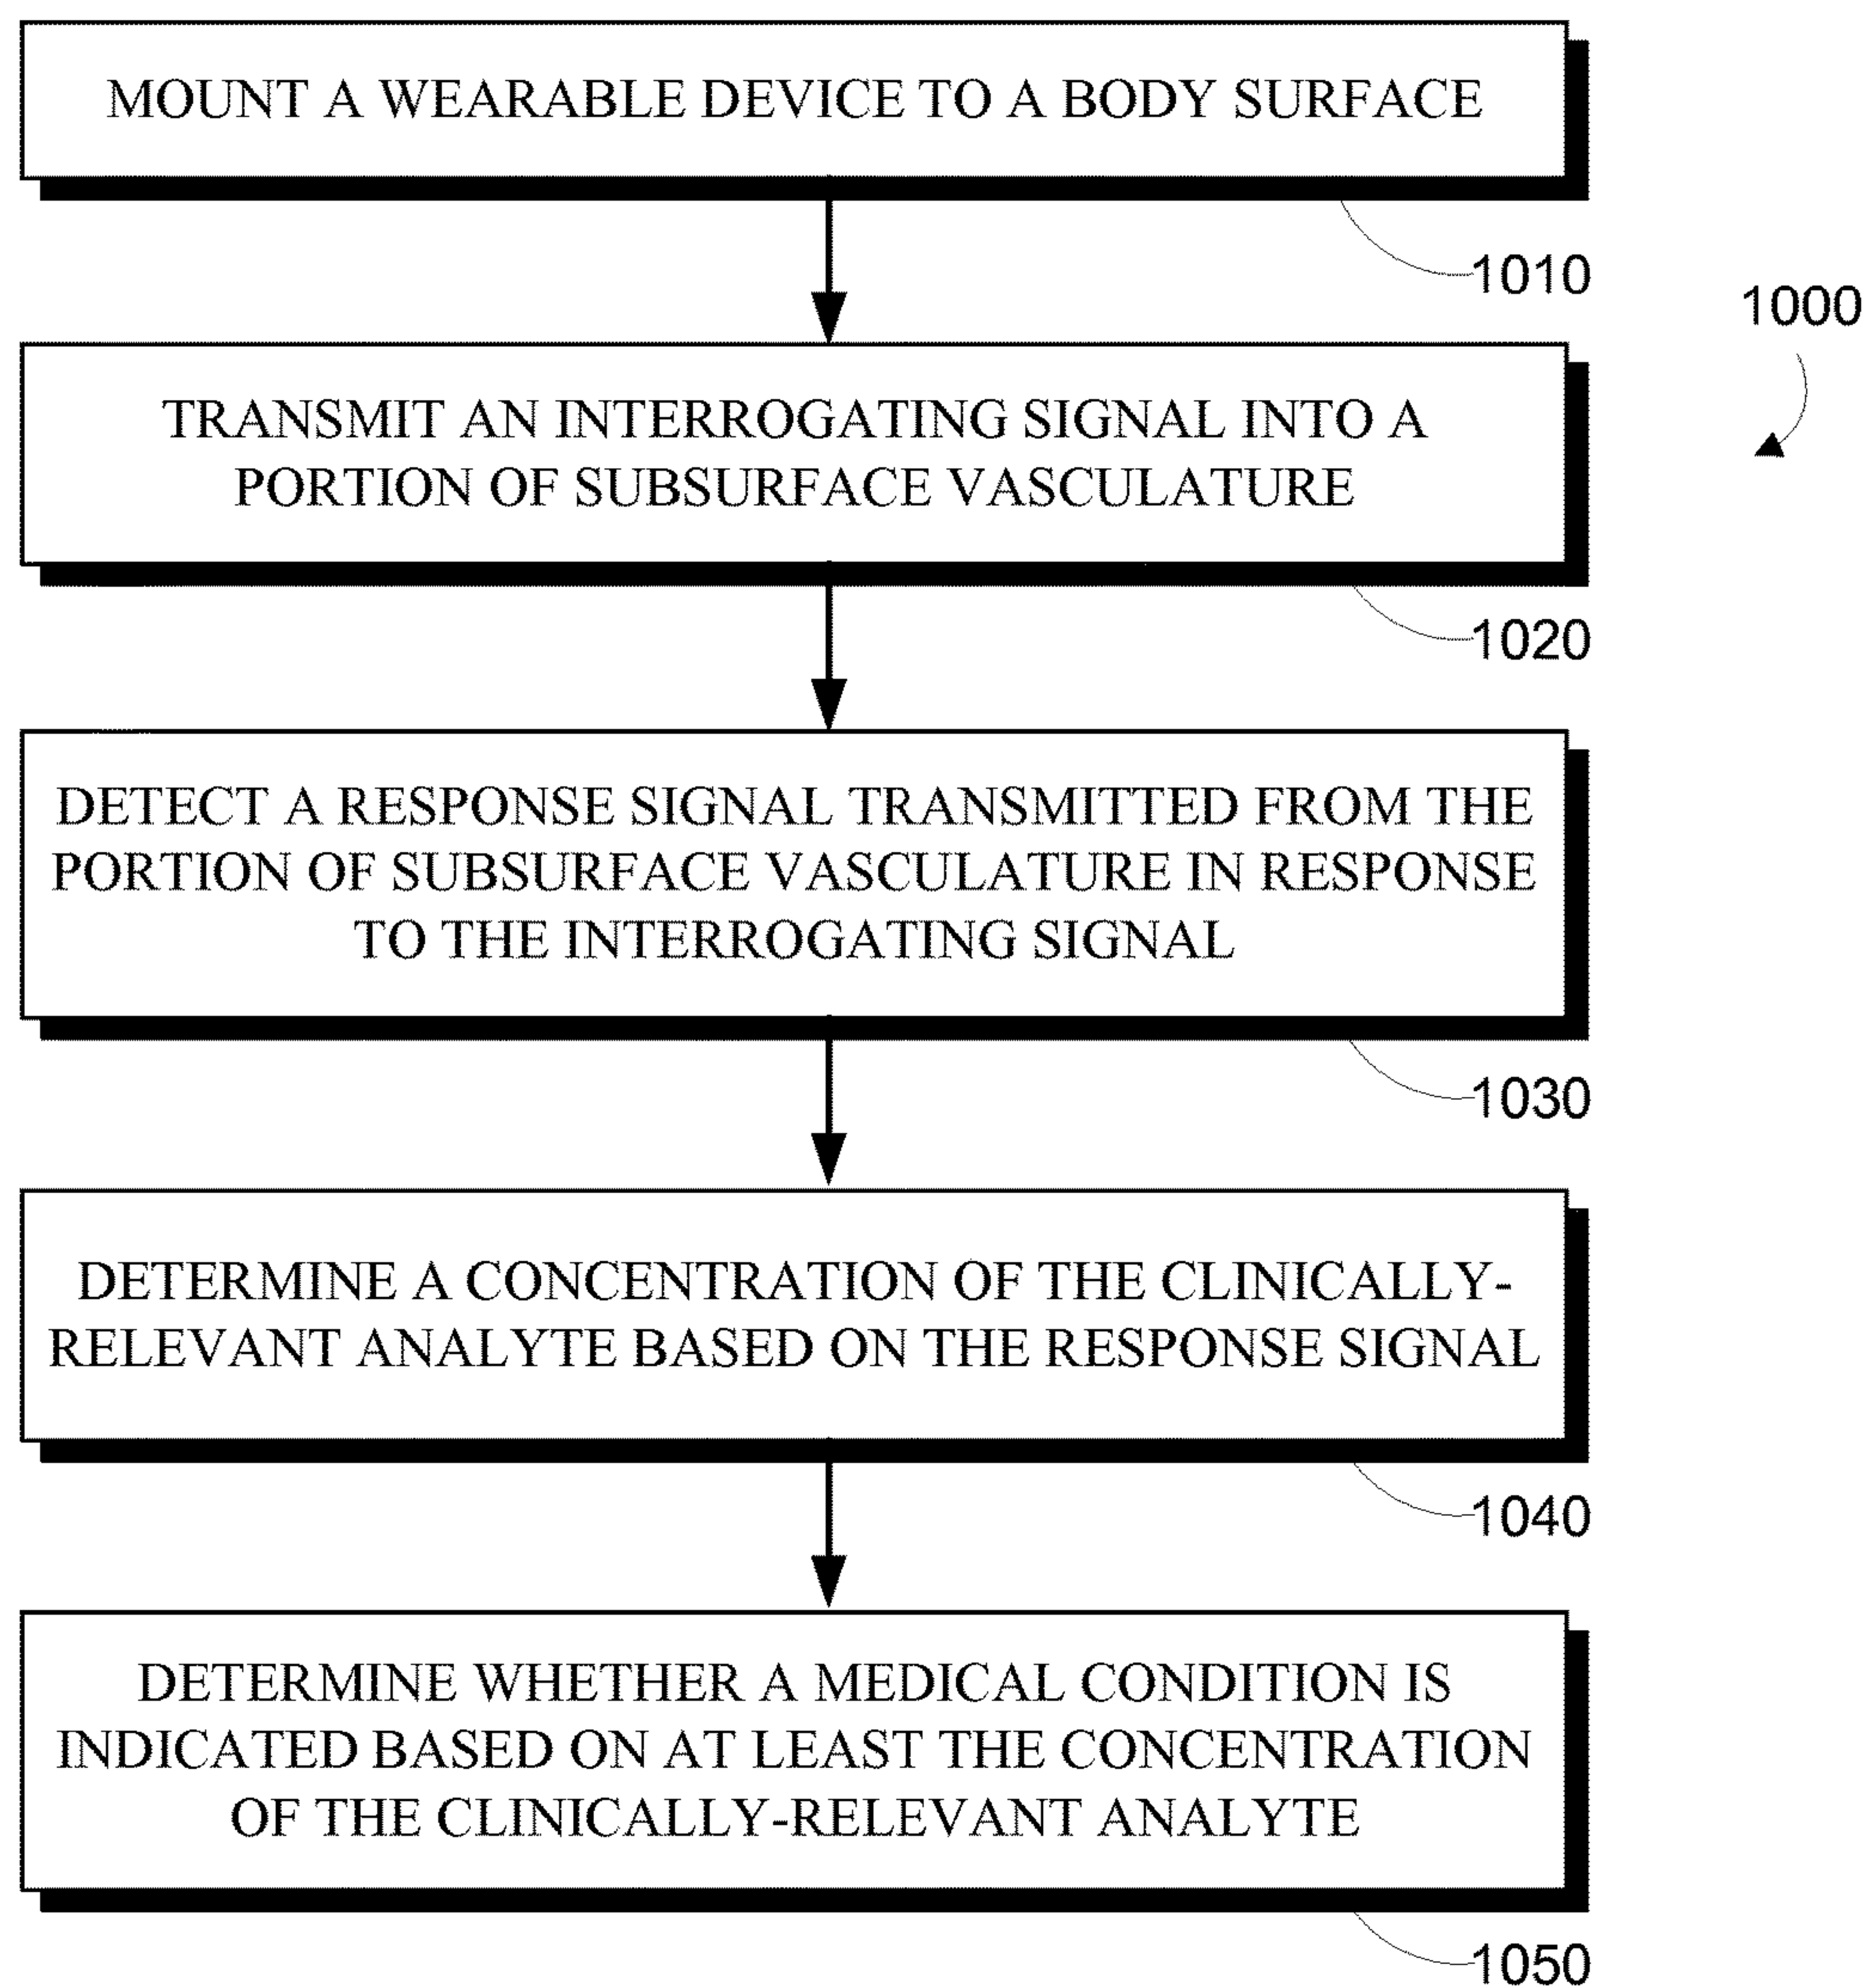 MOUNT A WEARABLE DEVICE TO A BODY SURFACE
1010
1000
TRANSMIT AN INTERROGATING SIGNAL INTO A
PORTION OF SUBSURFACE VASCULATURE
1020
DETECT A RESPONSE SIGNAL TRANSMITTED FROM THE
PORTION OF SUBSURFACE VASCULATURE IN RESPONSE
TO THE INTERROGATING SIGNAL
1030
DETERMINE A CONCENTRATION OF THE CLINICALLY-
RELEVANT ANALYTE BASED ON THE RESPONSE SIGNAL
1040
DETERMINE WHETHER A MEDICAL CONDITION IS
INDICATED BASED ON AT LEAST THE CONCENTRATION
OF THE CLINICALLY-RELEVANT ANALYTE
1050